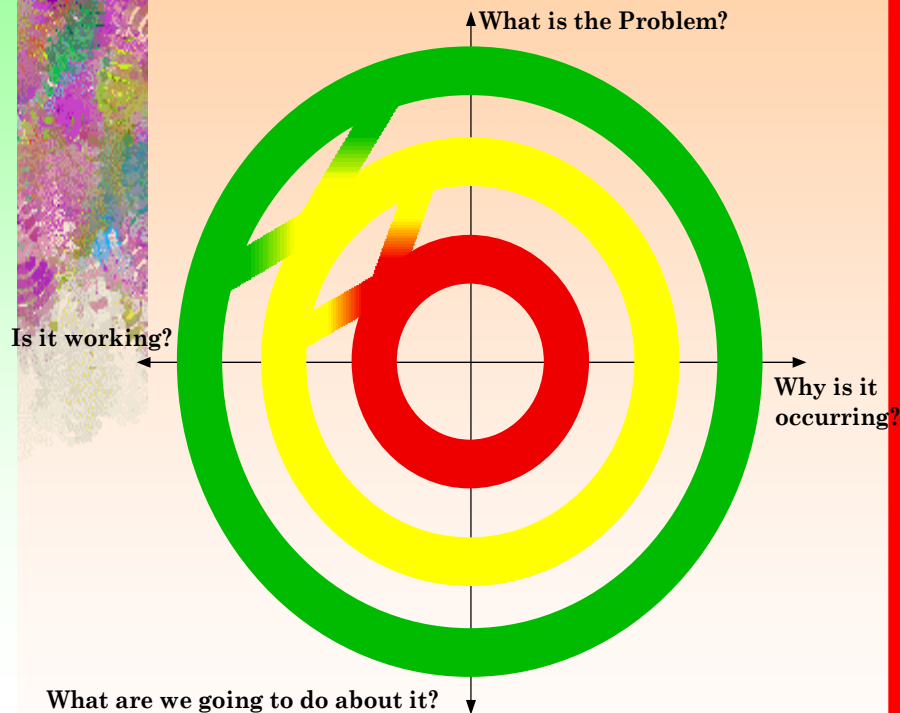 What is the Problem?
Is it working?
Why is it
occurring?
What are we going to do about it?